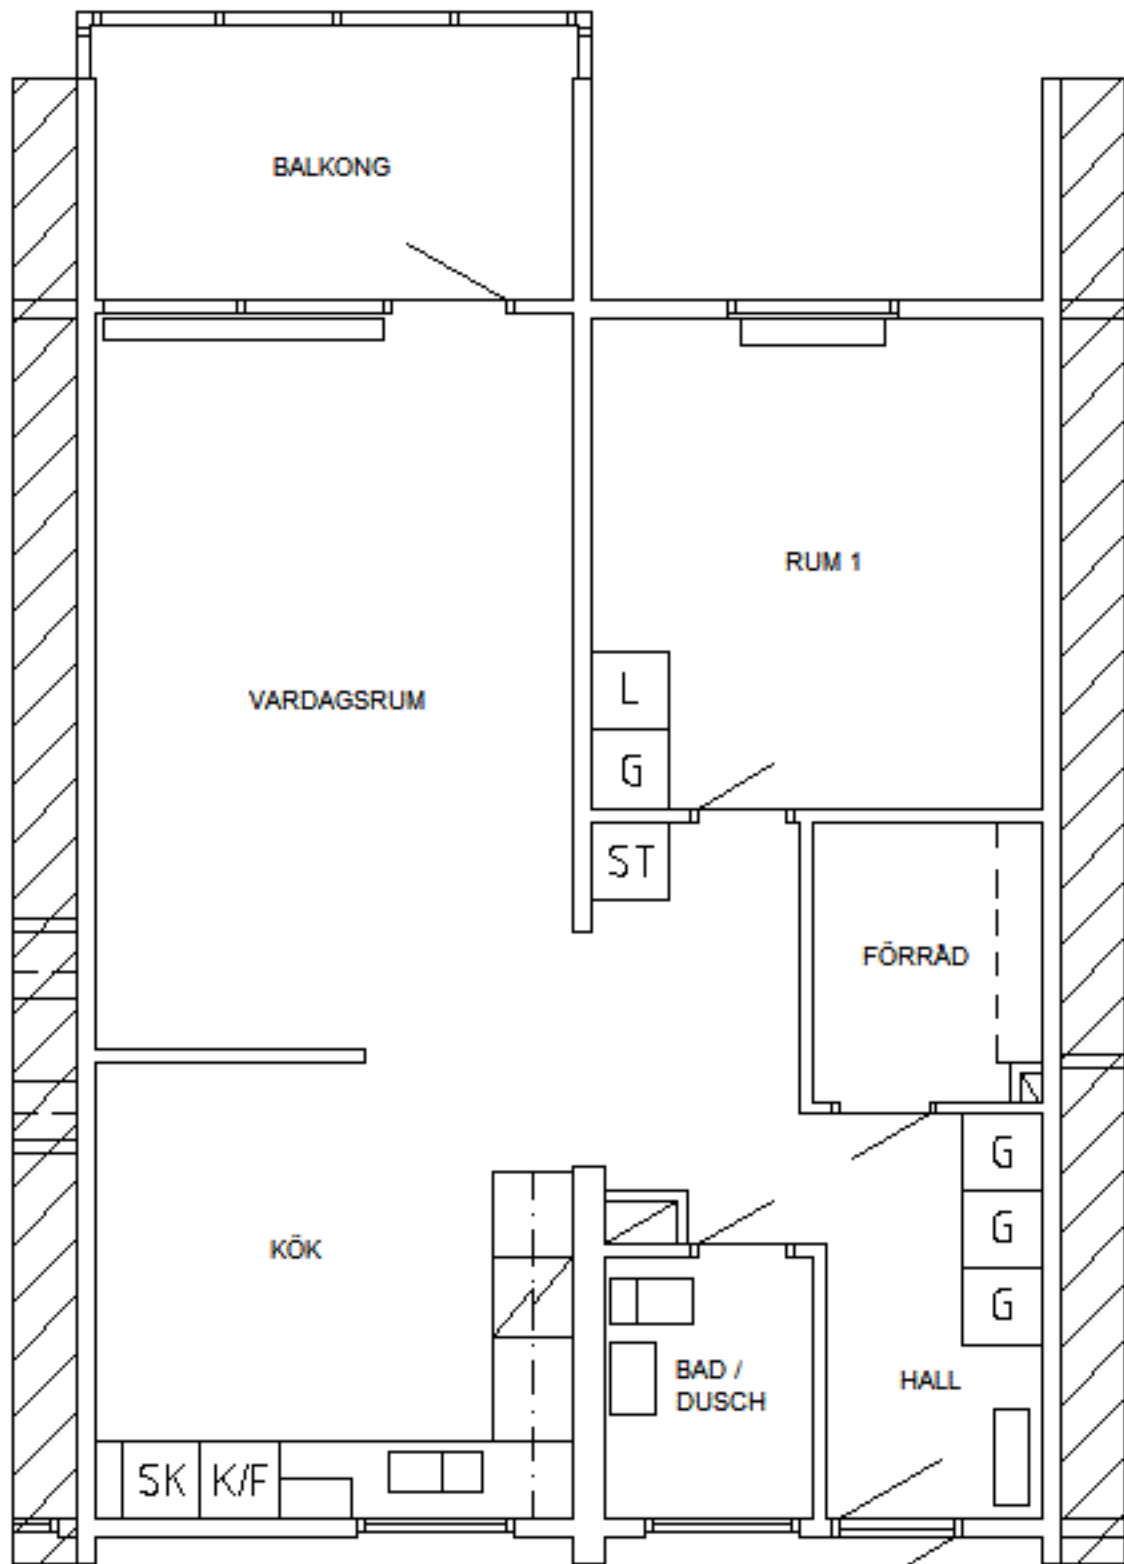 BALKONG
RUM 1
VARDAGSRUM
L
G
ST
FÖRRÅD
G
G
G
KÖK
BAD /
DUSCH
HALL
SK
K/F